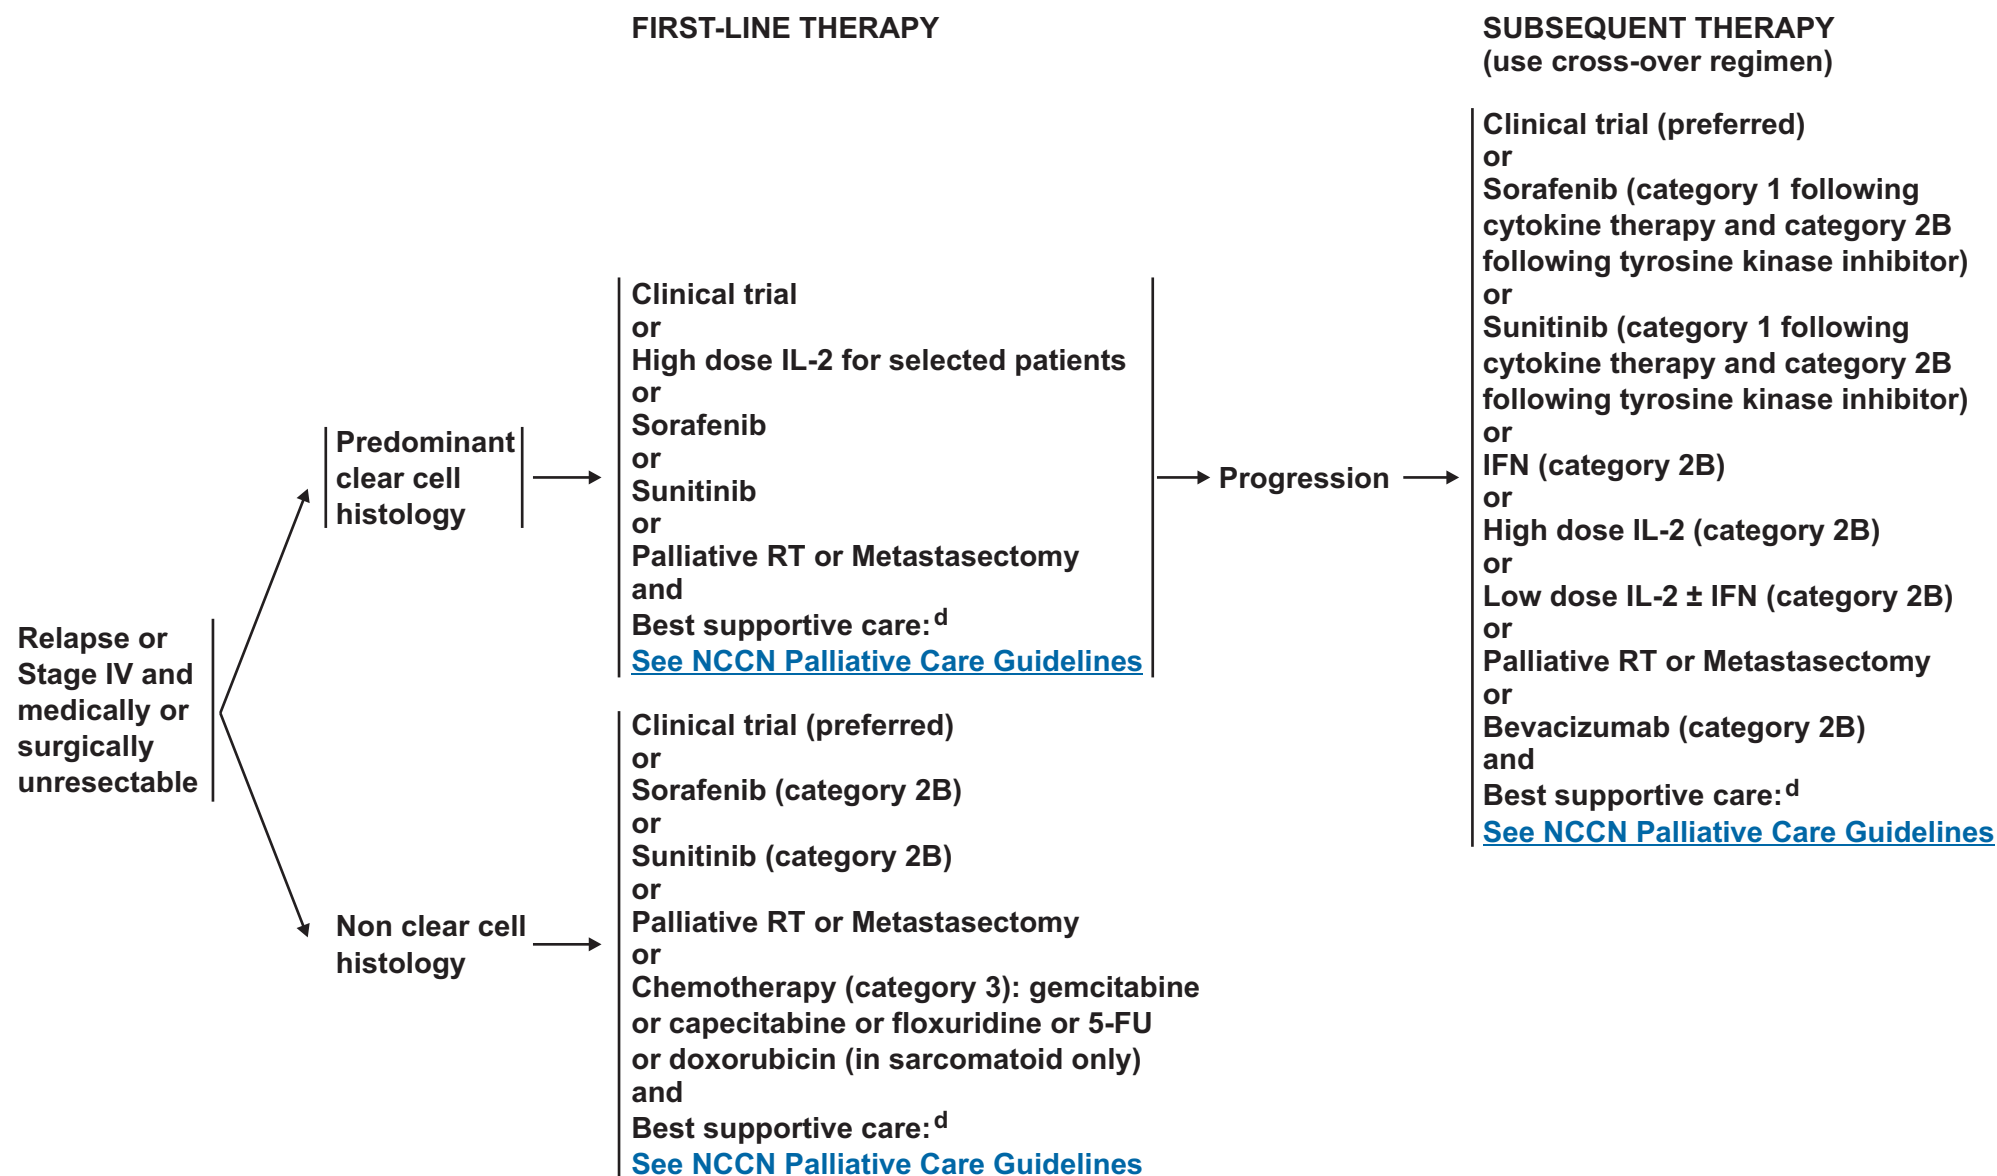 FIRST-LINE THERAPY
SUBSEQUENT THERAPY
(use cross-over regimen)
Relapse or
Stage IV and
medically or
surgically
unresectable
Predominant
clear cell
histology
Clinical trial
or
High dose IL-2 for selected patients
or
Sorafenib
or
Sunitinib
or
Palliative RT or Metastasectomy
and
Best supportive care:d
See NCCN Palliative Care Guidelines
Progression
Clinical trial (preferred)
or
Sorafenib (category 1 following
cytokine therapy and category 2B
following tyrosine kinase inhibitor)
or
Sunitinib (category 1 following
cytokine therapy and category 2B
following tyrosine kinase inhibitor)
or
IFN (category 2B)
or
High dose IL-2 (category 2B)
or
Low dose IL-2 ± IFN (category 2B)
or
Palliative RT or Metastasectomy
or
Bevacizumab (category 2B)
and
Best supportive care:d
See NCCN Palliative Care Guidelines
Non clear cell
histology
Clinical trial (preferred)
or
Sorafenib (category 2B)
or
Sunitinib (category 2B)
or
Palliative RT or Metastasectomy
or
Chemotherapy (category 3): gemcitabine
or capecitabine or floxuridine or 5-FU
or doxorubicin (in sarcomatoid only)
and
Best supportive care:d
See NCCN Palliative Care Guidelines